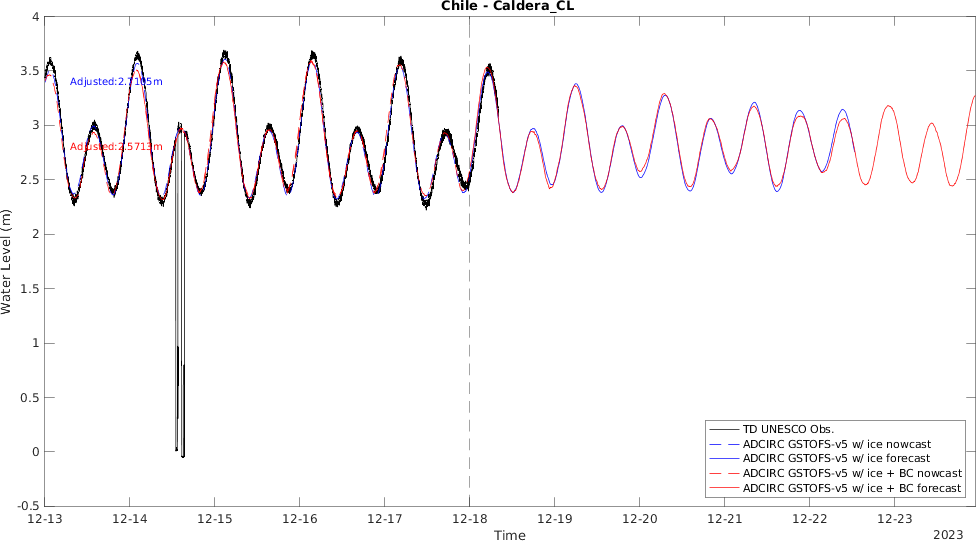 Chile - Caldera_CL
Water Level (m)
4
3.5
3
2.5
2
1.5
1
0.5
0
-0.5
Adjusted:2.7195m
Adjusted:2.5713m
TD UNESCO Obs.
ADCIRC GSTOFS-v5 w/ ice nowcast
ADCIRC GSTOFS-v5 w/ ice forecast
ADCIRC GSTOFS-v5 w/ ice + BC nowcast
ADCIRC GSTOFS-v5 w/ ice + BC forecast
12-13 12-14 12-15 12-16 12-17 12-18 12-19 12-20 12-21 12-22 12-23
Time
2023